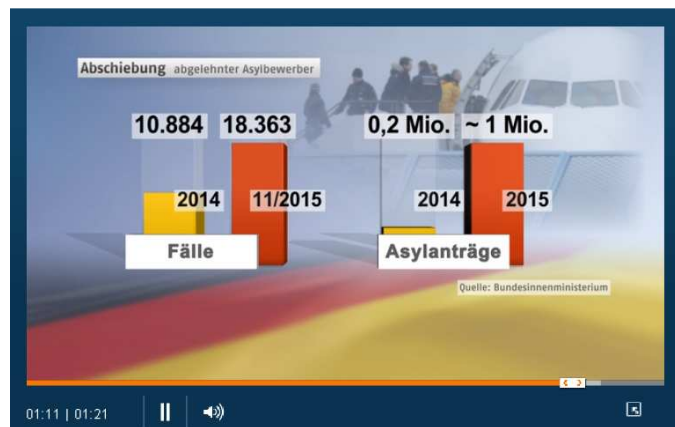 Abschiebung abgelehnter Asylbewerber
10.884 18.363 0,2 Mio. ~ 1 Mio.
2014 11/2015 2014 2015
Fälle Asylanträge
Quelle: Bundesinnenministerium
01:11 | 01:21